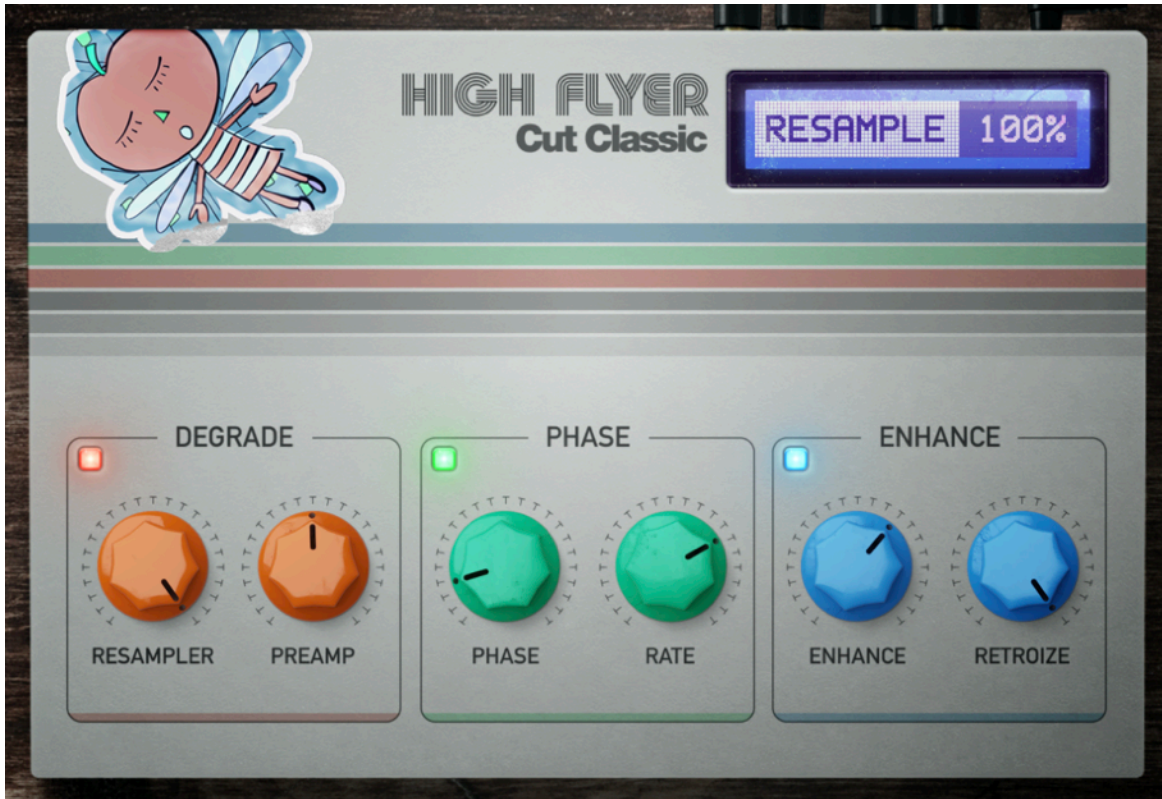 HIGH FLYER
Cut Classic
RESAMPLE 100%
DEGRADE
PHASE
ENHANCE
RESAMPLER
PREAMP
PHASE
RATE
ENHANCE
RETROIZE